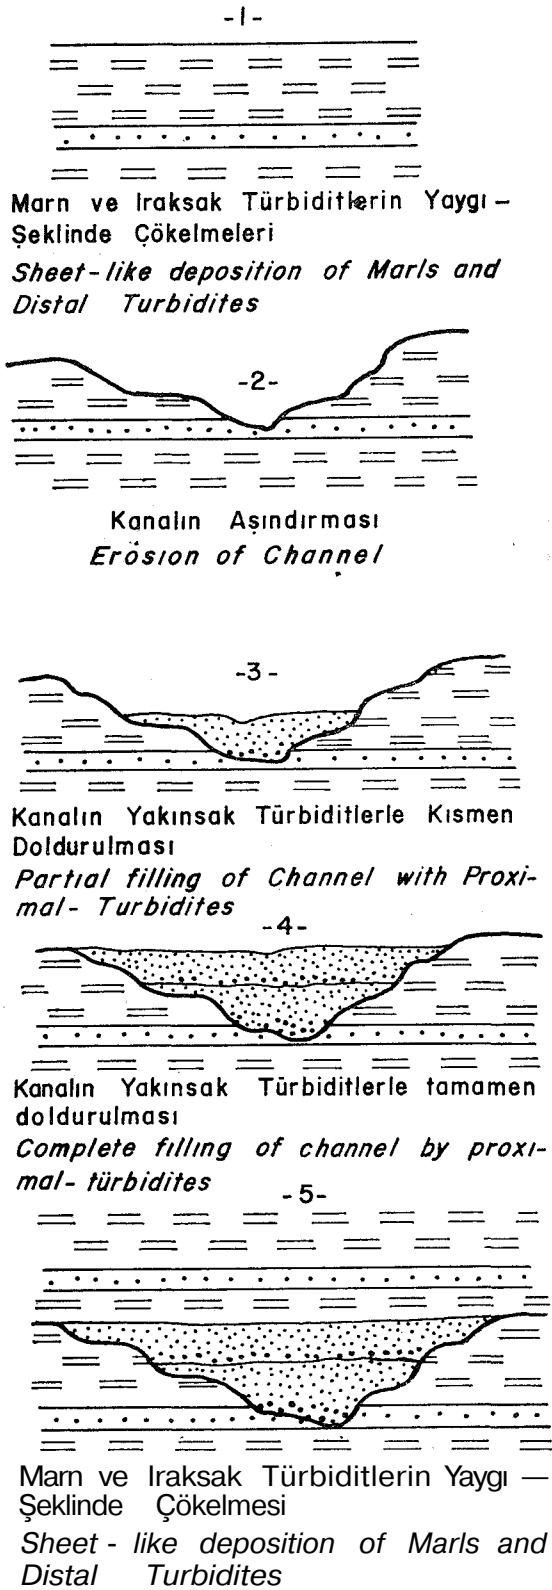 -1-
Marn ve Iraksak Türbiditlerin Yaygı-
Şeklinde Çökelmeleri
Sheet-like deposition of Marls and
Distal Turbidites
-2-
Kanalın Aşındırması
Erosion of Channel
-3-
Kanalın Yakınsak Türbiditlerle Kısmen
Doldurulması
Partial filling of Channel with Proxi-
mal- Turbidites
-4-
Kanalın Yakınsak Türbiditlerle tamamen
doldurulması
Complete filling of channel by proxi-
mal- türbidites
-5-
Marn ve Iraksak Türbiditlerin Yaygı —
Şeklinde Çökelmesi
Sheet - like deposition of Marls and
Distal Turbidites